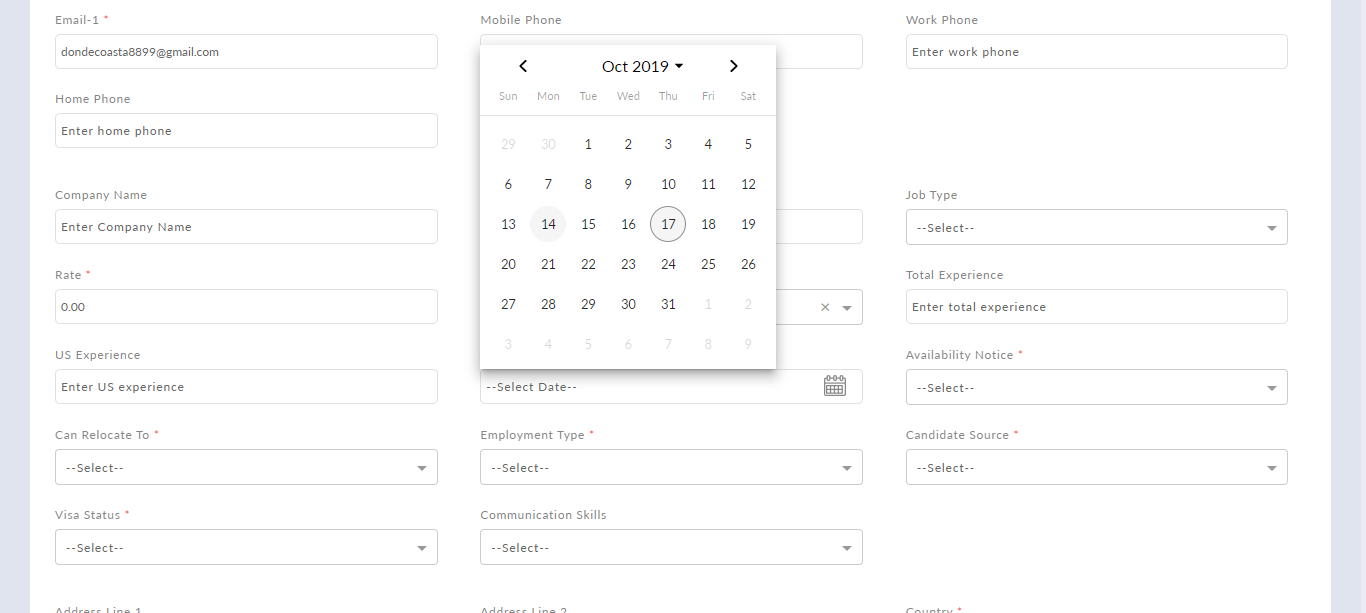 Email-1 * Mobile Phone Work Phone
dondecoasta8899@gmail.com Enter work phone
Oct 2019
Home Phone Sun Mon Tue Wed Thu Fri Sat
Enter home phone
29 30 1 2 3 4 5
6 7 8 9 10 11 12
Company Name Job Type
Enter Company Name 13 14 15 16 17 18 19 --Select--
20 21 22 23 24 25 26
Rate * Total Experience
0.00 27 28 29 30 31 1 2 Enter total experience
3 4 5 6 7 8 9
US Experience Availability Notice *
Enter US experience --Select Date-- --Select--
Can Relocate To * Employment Type * Candidate Source *
--Select-- --Select-- --Select--
Visa Status * Communication Skills
--Select-- --Select--
Address Line 1 Address Line 2 Country *